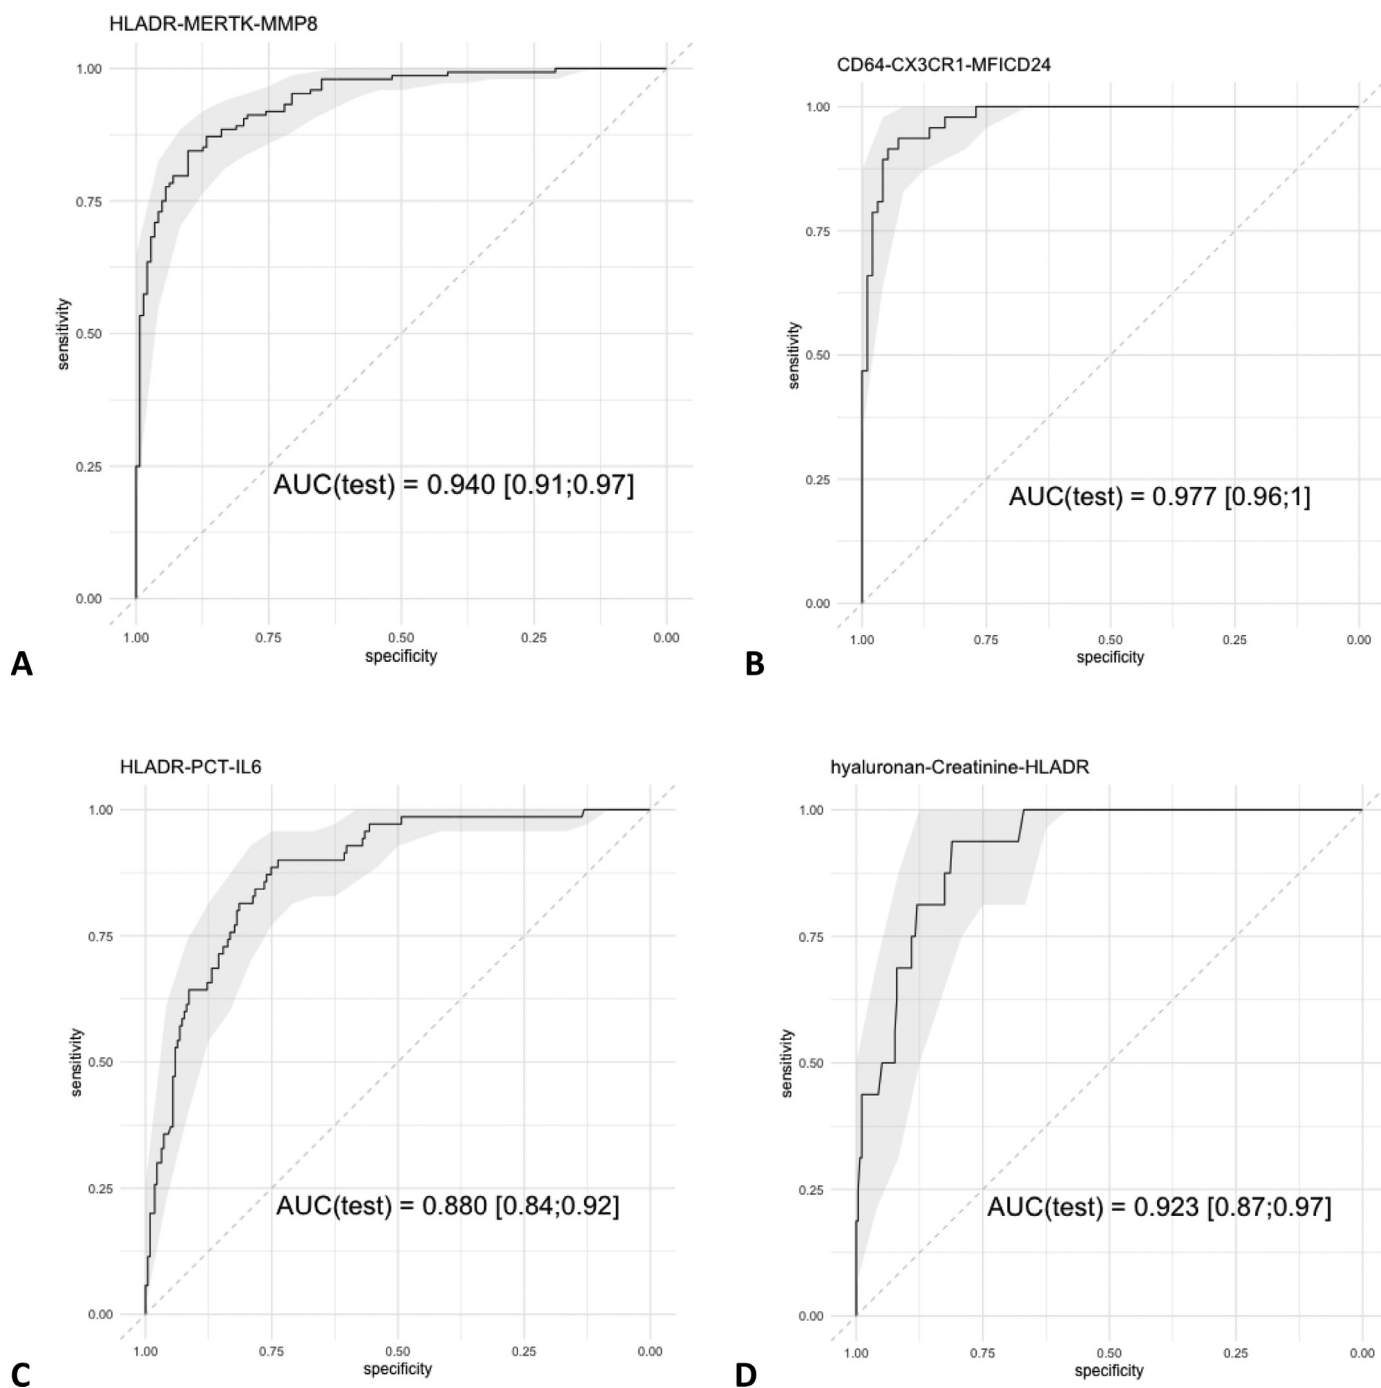 HLADR-MERTK-MMP8
1.00
0.75
0.50
0.25
0.00
sensitivity
AUC(test) = 0.940 [0.91;0.97]
1.00 0.75 0.50 0.25 0.00
specificity
A
CD64-CX3CR1-MFICD24
1.00
0.75
0.50
0.25
0.00
sensitivity
AUC(test) = 0.977 [0.96;1]
1.00 0.75 0.50 0.25 0.00
specificity
B
HLADR-PCT-IL6
1.00
0.75
0.50
0.25
0.00
sensitivity
AUC(test) = 0.880 [0.84;0.92]
1.00 0.75 0.50 0.25 0.00
specificity
C
hyaluronan-Creatinine-HLADR
1.00
0.75
0.50
0.25
0.00
sensitivity
AUC(test) = 0.923 [0.87;0.97]
1.00 0.75 0.50 0.25 0.00
specificity
D